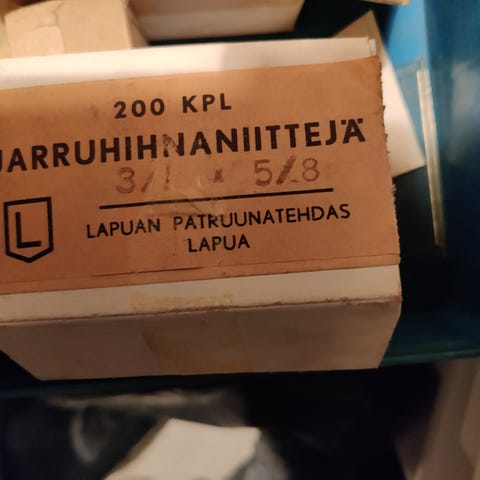 200 KPL
JARRUHIHNANIITTEJÄ
5/8
L
LAPUAN PATRUUNATEHDAS
LAPUA